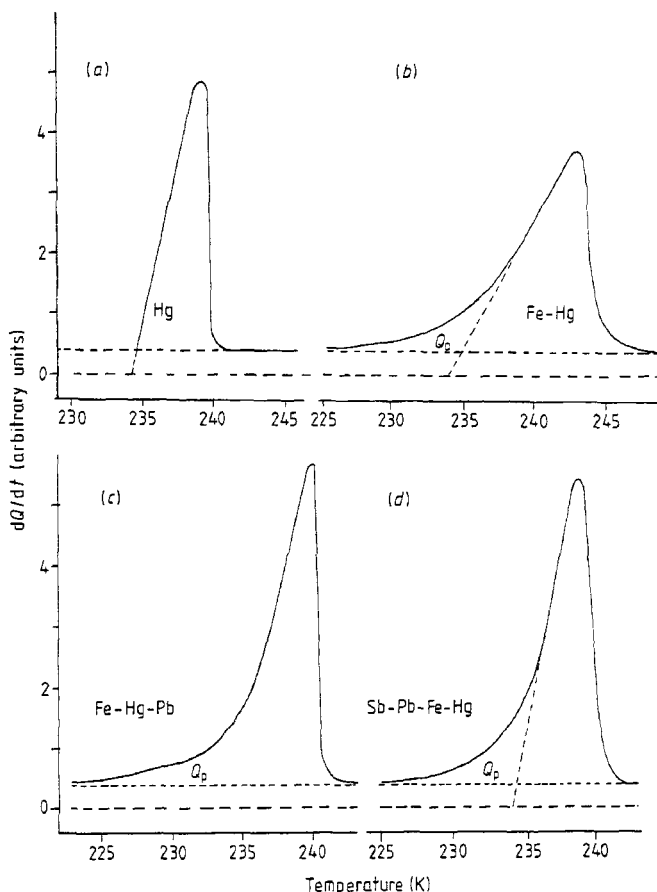 (a)
(b)
4
2
0
Hg
Fe-Hg
Qp
230 235 240 245 225 230 235 240 245
dQ/dt (arbitrary units)
(c)
(d)
4
2
0
Fe-Hg-Pb
Sb-Pb-Fe-Hg
Qp
Qp
225 230 235 240 225 230 235 240
Temperature (K)